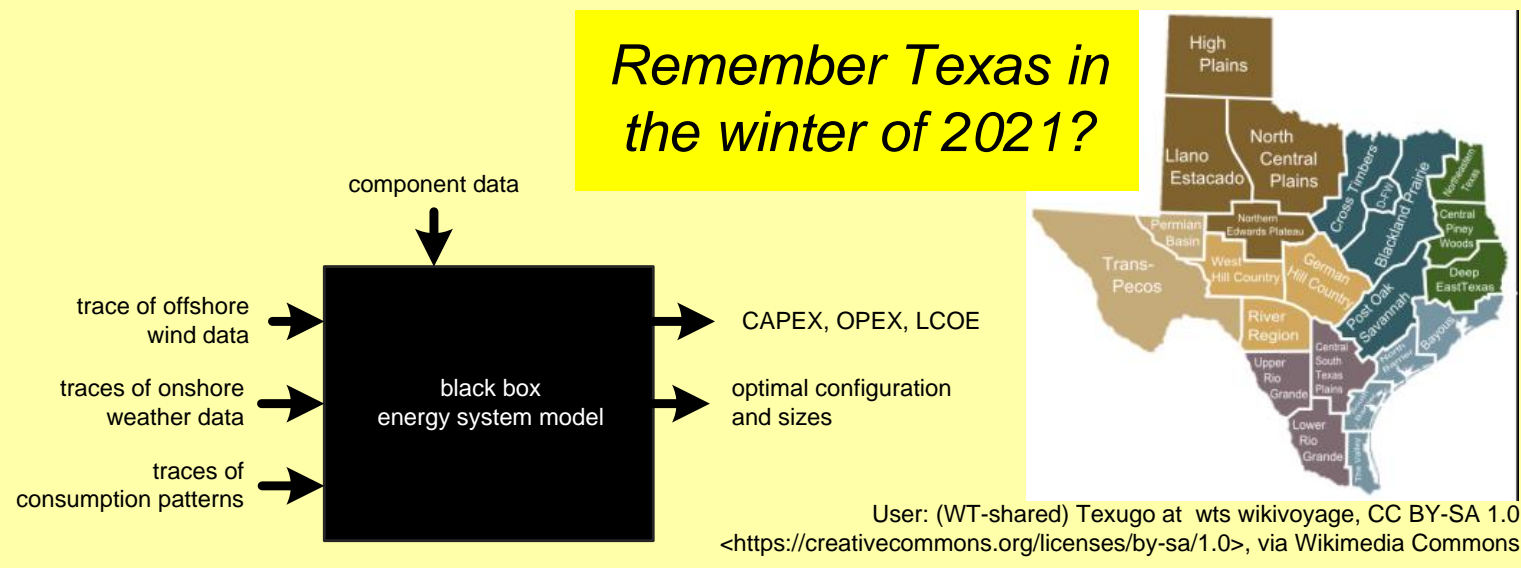 Remember Texas in
the winter of 2021?
component data
trace of offshore
wind data
traces of onshore
weather data
traces of
consumption patterns
black box
energy system model
CAPEX, OPEX, LCOE
optimal configuration
and sizes
High
Plains
Llano
Estacado
North
Central
Plains
Cross Timbers
D-FW
Blackland Prairie
Northeastern
Texas
Central
Piney
Woods
Deep
EastTexas
Northern
Edwards Plateau
Permian
Basin
Trans-
Pecos
West
Hill Country
German
Hill Country
Post Oak
Savannah
River
Region
Bayous
Upper
Rio
Grande
Central
South
Texas
Plains
North
Barrier
Lower
Rio
Grande
The Valley
User: (WT-shared) Texugo at wts wikivoyage, CC BY-SA 1.0
<https://creativecommons.org/licenses/by-sa/1.0>, via Wikimedia Commons